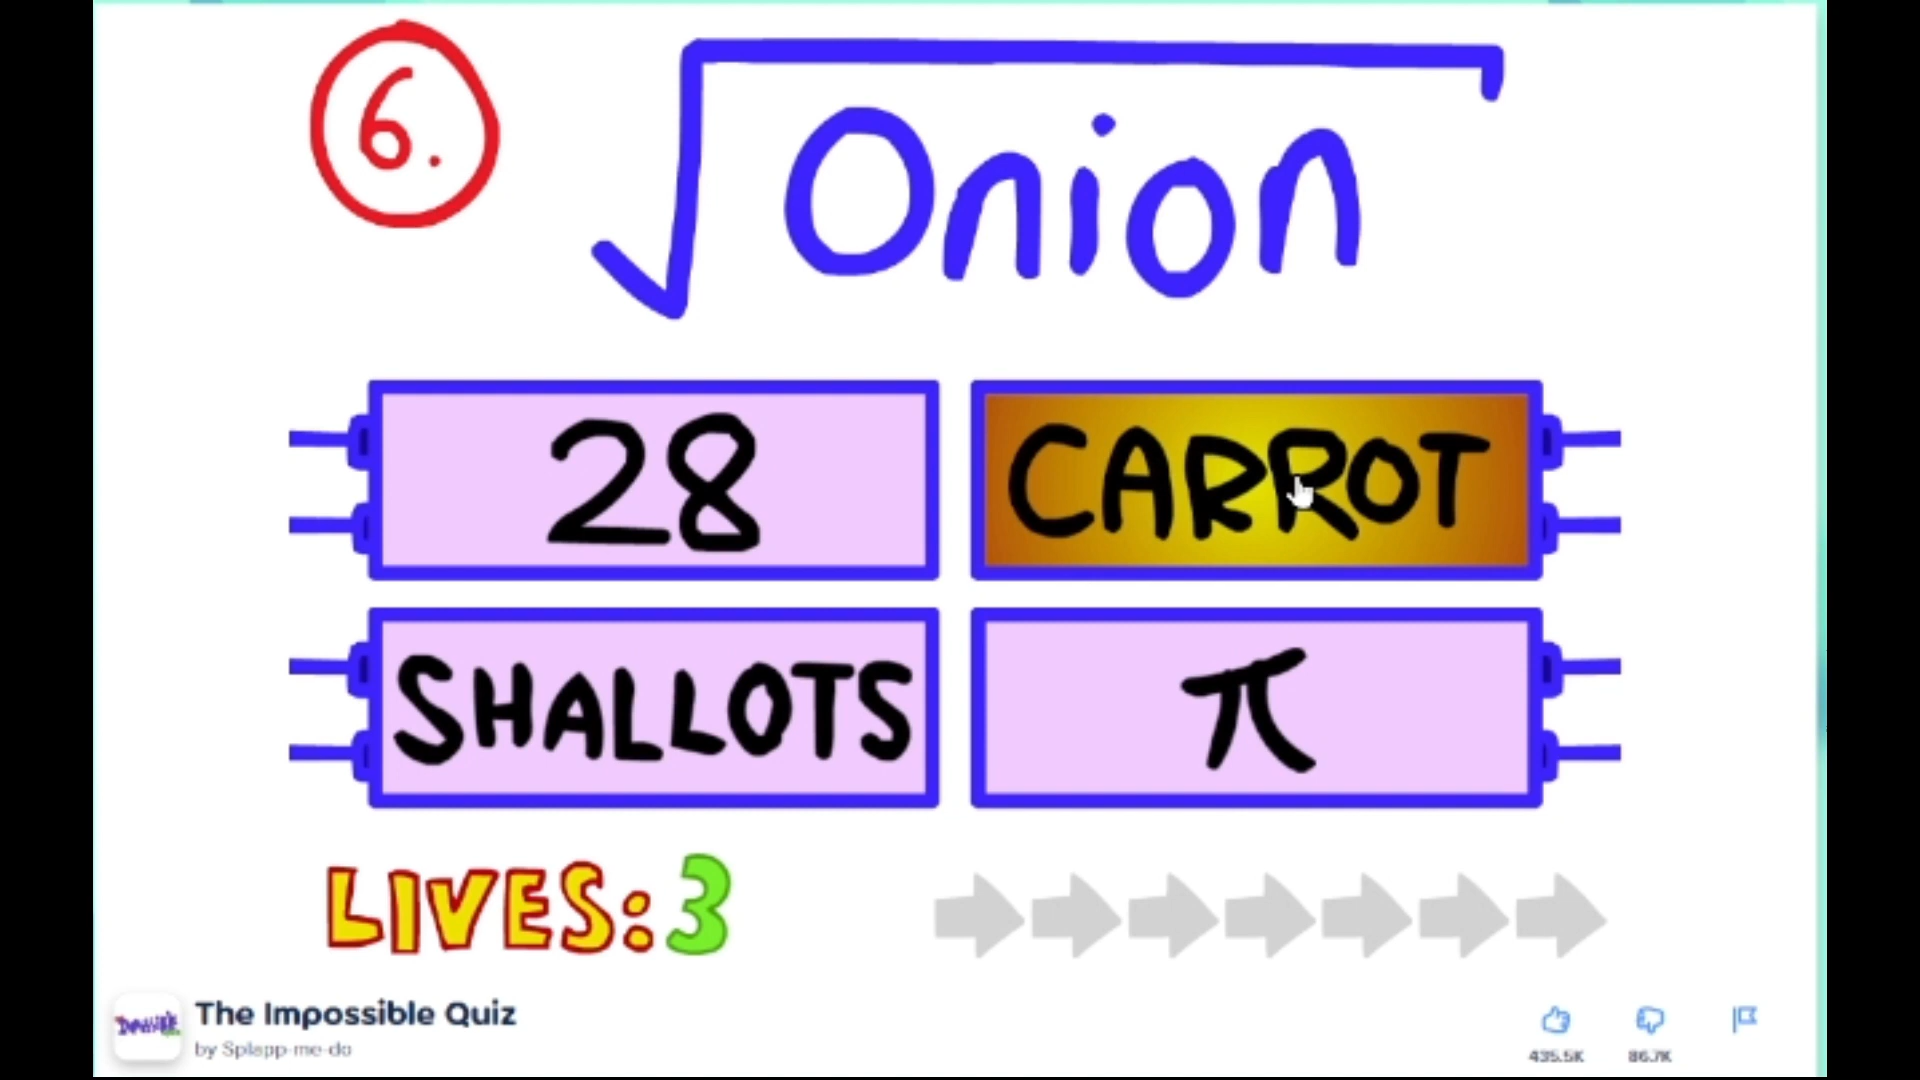 6.
√Onion
28
CARROT
SHALLOTS
π
LIVES: 3
The Impossible Quiz
by Splapp-me-do
435.5K
86.7K